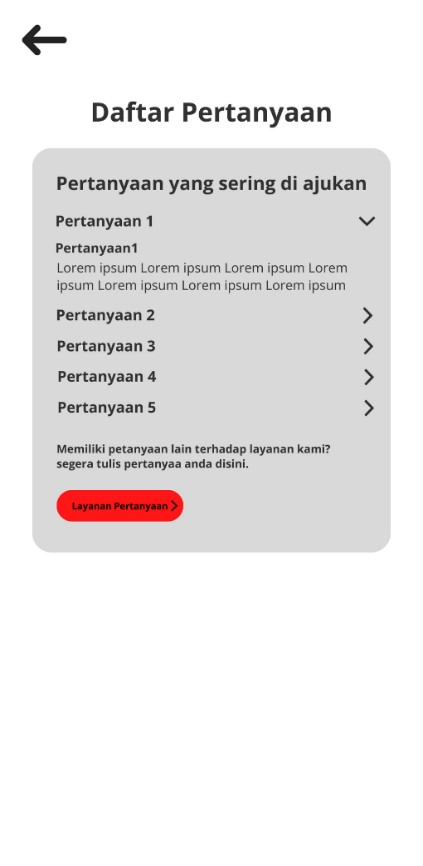 Daftar Pertanyaan
Pertanyaan yang sering di ajukan
Pertanyaan 1
Pertanyaan1
Lorem ipsum Lorem ipsum Lorem ipsum Lorem
ipsum Lorem ipsum Lorem ipsum Lorem ipsum
Pertanyaan 2
Pertanyaan 3
Pertanyaan 4
Pertanyaan 5
Memiliki petanyaan lain terhadap layanan kami?
segera tulis pertanyaa anda disini.
Layanan Pertanyaan